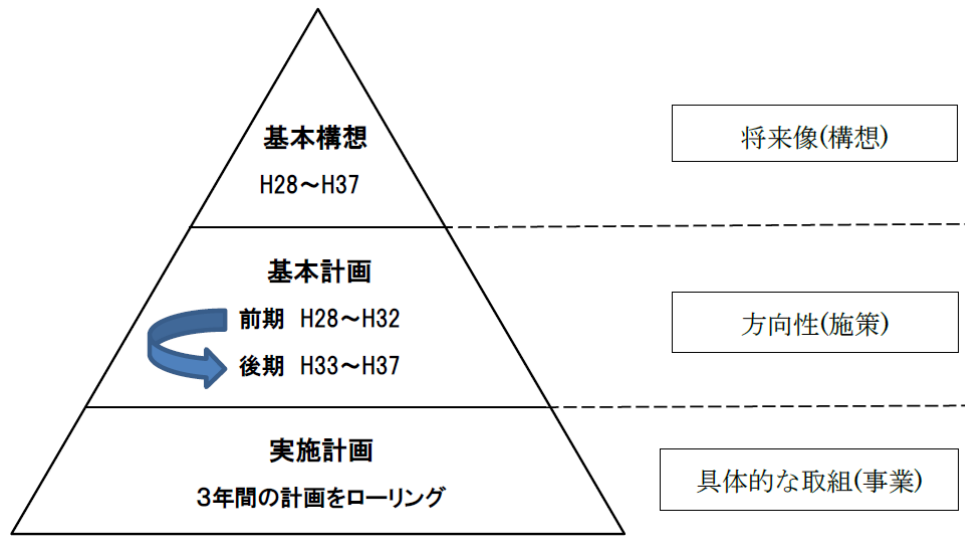 基本構想
H28～H37
将来像(構想)
基本計画
前期 H28～H32
後期 H33～H37
方向性(施策)
実施計画
3年間の計画をローリング
具体的な取組(事業)